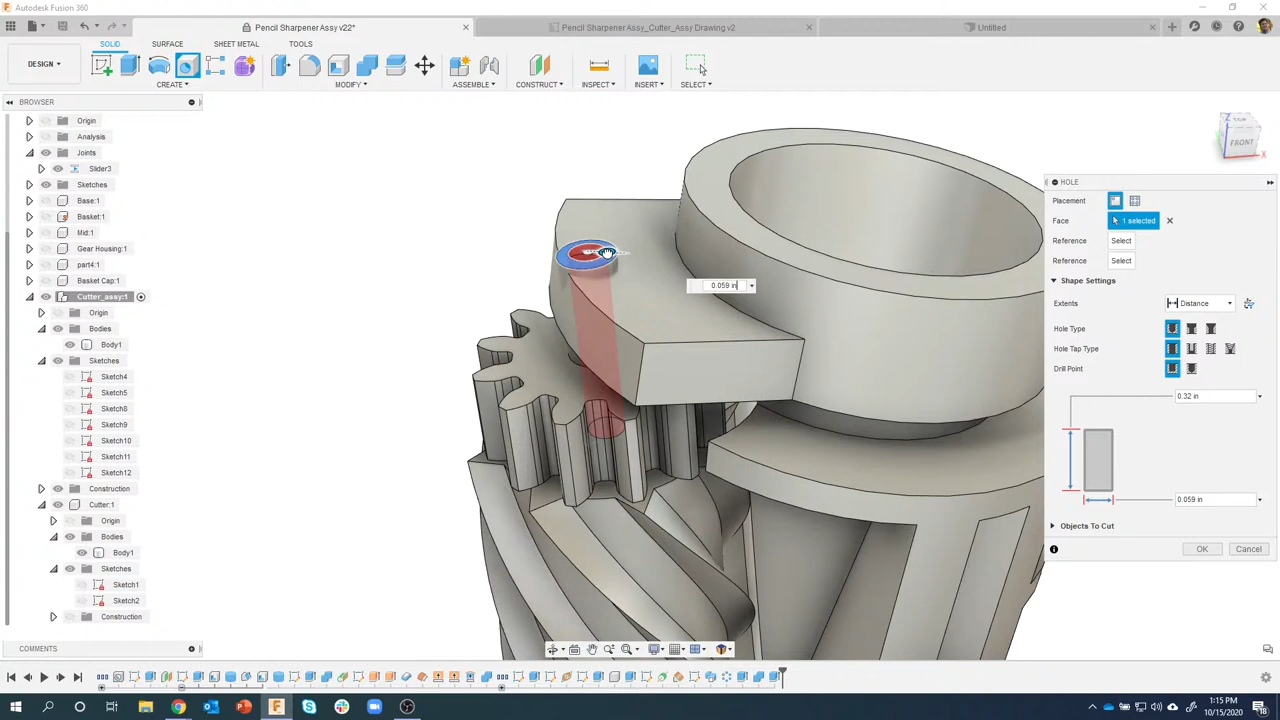 Autodesk Fusion 360
Pencil Sharpener Assy v22*
Pencil Sharpener Assy_Cutter_Assy Drawing v2
Untitled
SOLID
SURFACE
SHEET METAL
TOOLS
DESIGN
CREATE
MODIFY
ASSEMBLE
CONSTRUCT
INSPECT
INSERT
SELECT
BROWSER
Origin
Analysis
Joints
Slider3
Sketches
Base:1
Basket:1
Mid:1
Gear Housing:1
part4:1
Basket Cap:1
Cutter_assy:1
Origin
Bodies
Body1
Sketches
Sketch4
Sketch5
Sketch8
Sketch9
Sketch10
Sketch11
Sketch12
Construction
Cutter:1
Origin
Bodies
Body1
Sketches
Sketch1
Sketch2
Construction
COMMENTS
0.059 in
TOP
FRONT
Z
X
HOLE
Placement
Face
1 selected
Reference
Select
Reference
Select
Shape Settings
Extents
Distance
Hole Type
Hole Tap Type
Drill Point
0.32 in
0.059 in
Objects To Cut
OK
Cancel
1:15 PM
10/15/2020
18